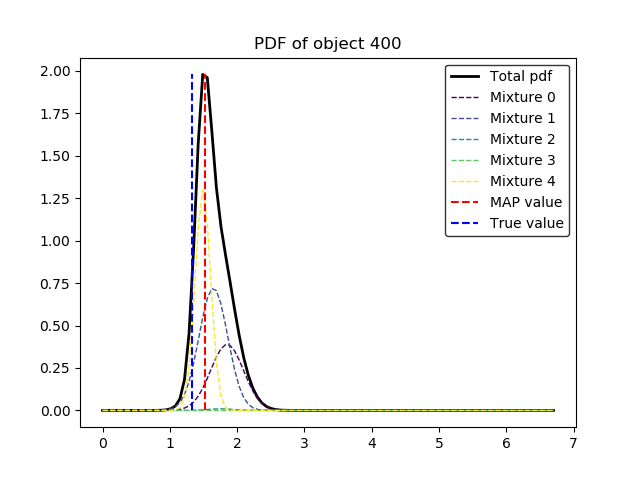 PDF of object 400
2.00
1.75
1.50
1.25
1.00
0.75
0.50
0.25
0.00
0 1 2 3 4 5 6 7
Total pdf
Mixture 0
Mixture 1
Mixture 2
Mixture 3
Mixture 4
MAP value
True value